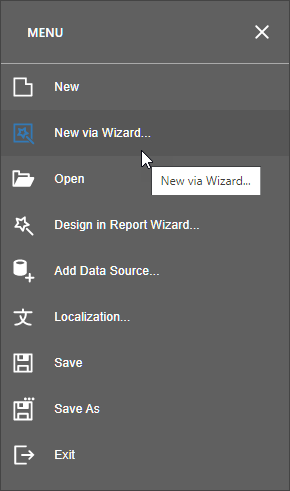 MENU
New
New via Wizard...
Open
New via Wizard...
Design in Report Wizard...
Add Data Source...
Localization...
Save
Save As
Exit